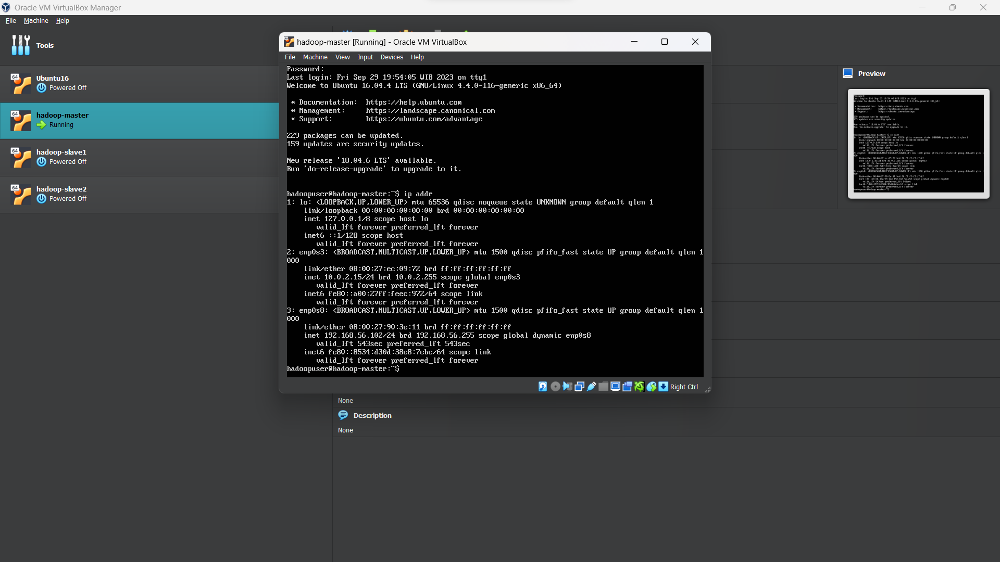 Oracle VM VirtualBox Manager
File Machine Help
Tools
64
Ubuntu16
Powered Off
64
hadoop-master
Running
64
hadoop-slave1
Powered Off
64
hadoop-slave2
Powered Off
hadoop-master [Running] - Oracle VM VirtualBox
File Machine View Input Devices Help
Password:
Last login: Fri Sep 29 19:54:05 WIB 2023 on tty1
Welcome to Ubuntu 16.04.4 LTS (GNU/Linux 4.4.0-116-generic x86_64)
* Documentation: https://help.ubuntu.com
* Management: https://landscape.canonical.com
* Support: https://ubuntu.com/advantage
229 packages can be updated.
159 updates are security updates.
New release '18.04.6 LTS' available.
Run 'do-release-upgrade' to upgrade to it.
hadoopuser@hadoop-master:~$ ip addr
1: lo: <LOOPBACK,UP,LOWER_UP> mtu 65536 qdisc noqueue state UNKNOWN group default qlen 1
link/loopback 00:00:00:00:00:00 brd 00:00:00:00:00:00
inet 127.0.0.1/8 scope host lo
valid_lft forever preferred_lft forever
inet6 ::1/128 scope host
valid_lft forever preferred_lft forever
2: enp0s3: <BROADCAST,MULTICAST,UP,LOWER_UP> mtu 1500 qdisc pfifo_fast state UP group default qlen 1
000
link/ether 08:00:27:ec:09:72 brd ff:ff:ff:ff:ff:ff
inet 10.0.2.15/24 brd 10.0.2.255 scope global enp0s3
valid_lft forever preferred_lft forever
inet6 fe80::a00:27ff:feec:972/64 scope link
valid_lft forever preferred_lft forever
3: enp0s8: <BROADCAST,MULTICAST,UP,LOWER_UP> mtu 1500 qdisc pfifo_fast state UP group default qlen 1
000
link/ether 08:00:27:90:3e:11 brd ff:ff:ff:ff:ff:ff
inet 192.168.56.102/24 brd 192.168.56.255 scope global dynamic enp0s8
valid_lft 543sec preferred_lft 543sec
inet6 fe80::8534:d30d:38e8:7ebc/64 scope link
valid_lft forever preferred_lft forever
hadoopuser@hadoop-master:~$
Right Ctrl
None
Description
None
Preview